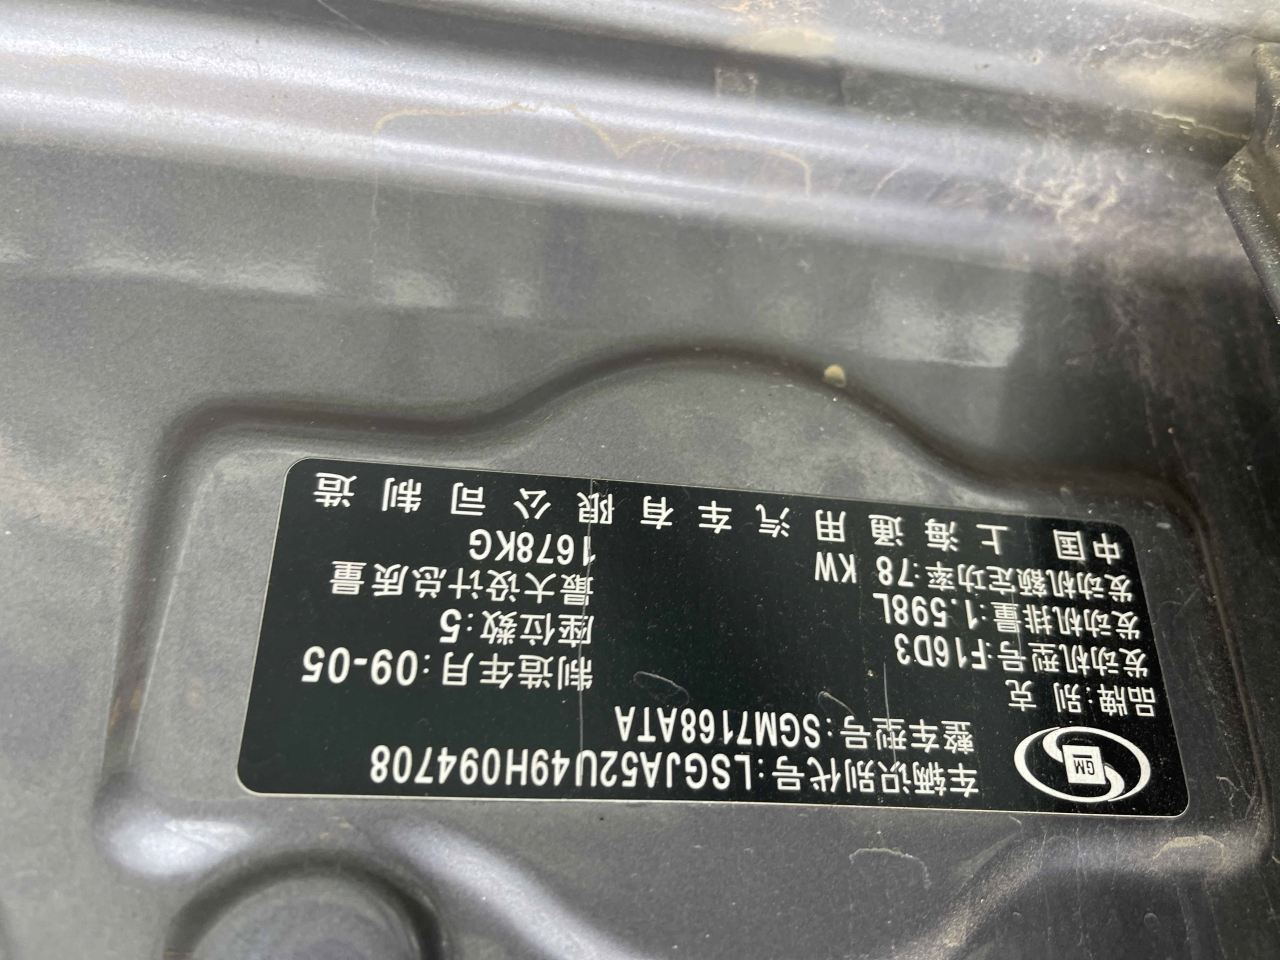 GM
车辆识别代号:LSGJA52U49H094708
整车型号:SGM7168ATA
品牌:别 克
制造年月:09-05
发动机型号:F16D3
座位数:5
发动机排量:1.598L
最大设计总质量
发动机额定功率:78 KW
1678KG
中国 上海通用汽车有限公司制造